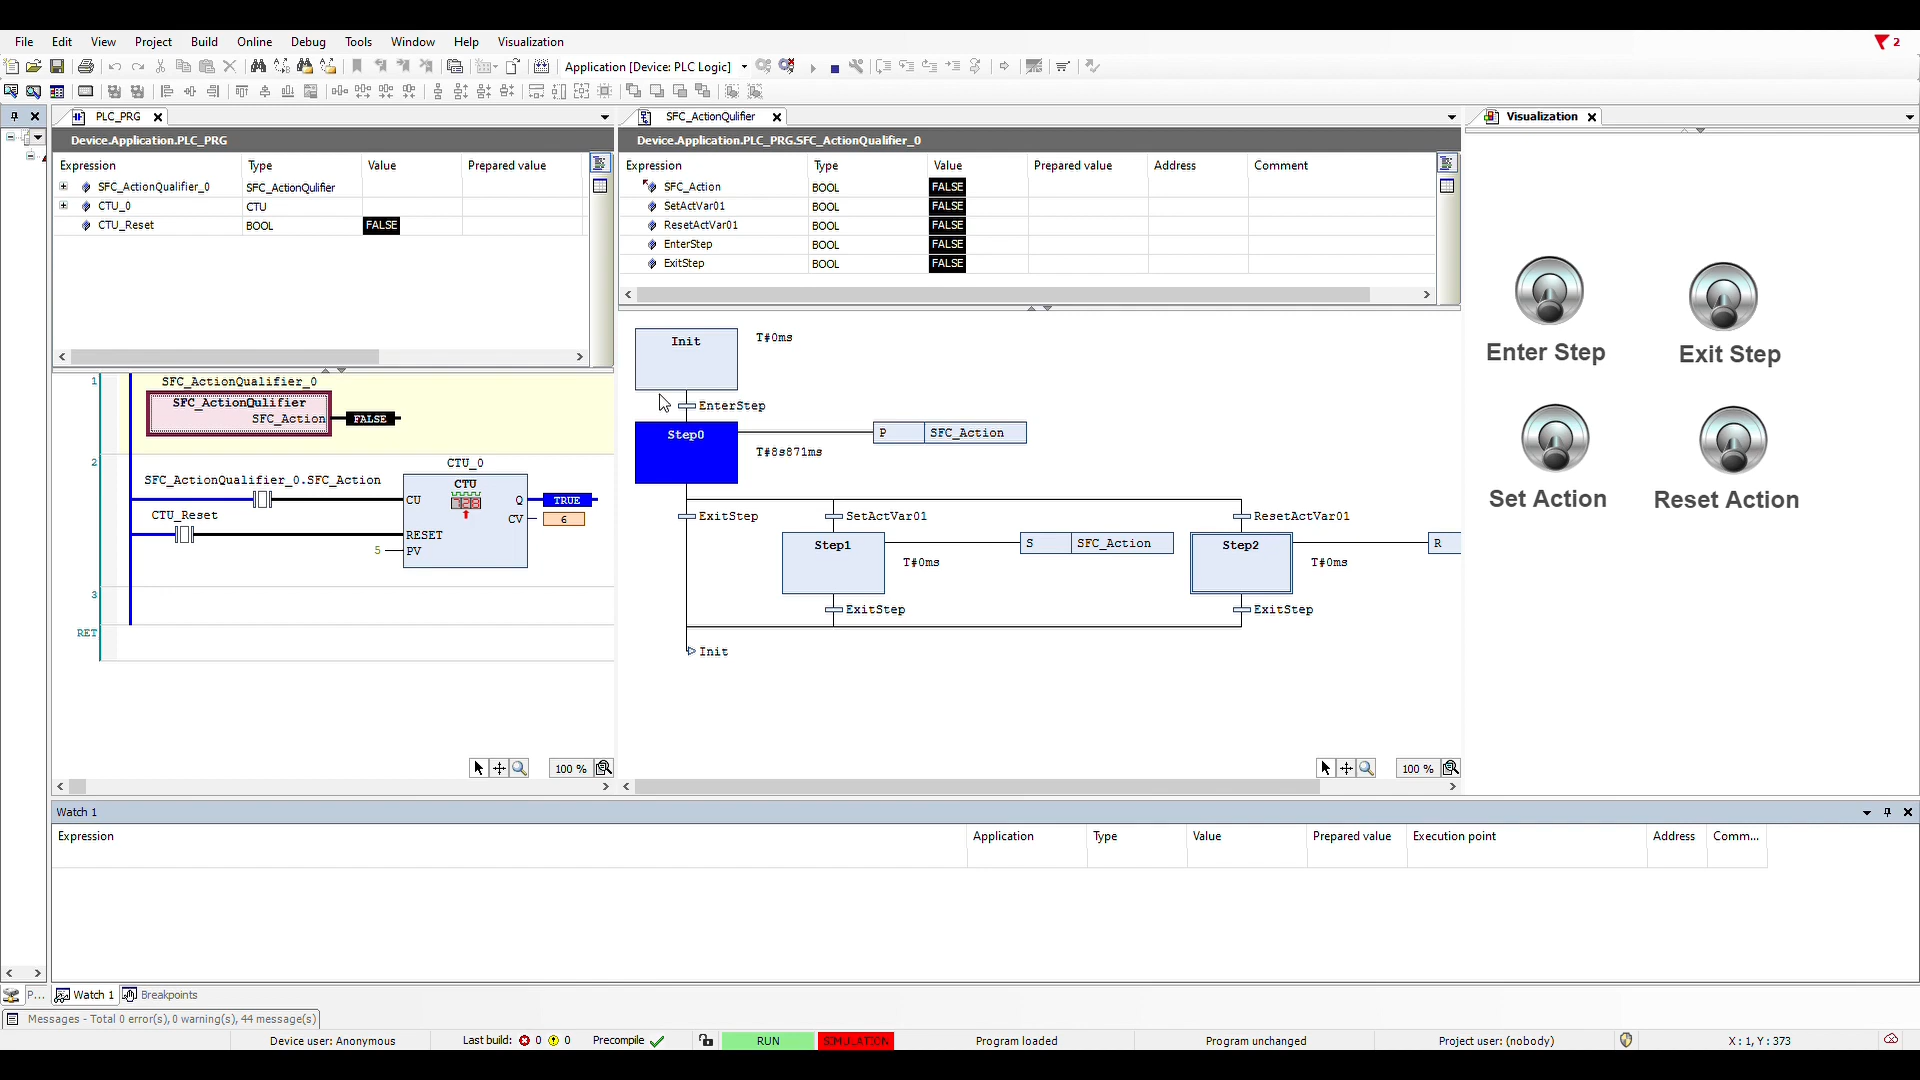 File Edit View Project Build Online Debug Tools Window Help Visualization
2
Application [Device: PLC Logic]
PLC_PRG
Device.Application.PLC_PRG
Expression Type Value Prepared value
SFC_ActionQualifier_0 SFC_ActionQulifier
CTU_0 CTU
CTU_Reset BOOL FALSE
1
SFC_ActionQualifier_0
SFC_ActionQulifier
SFC_Action FALSE
2
CTU_0
SFC_ActionQualifier_0.SFC_Action
CTU
CU Q TRUE
CTU_Reset
CV 6
RESET
5 PV
3
RET
100 %
SFC_ActionQulifier
Device.Application.PLC_PRG.SFC_ActionQualifier_0
Expression Type Value Prepared value Address Comment
SFC_Action BOOL FALSE
SetActVar01 BOOL FALSE
ResetActVar01 BOOL FALSE
EnterStep BOOL FALSE
ExitStep BOOL FALSE
Init T#0ms
EnterStep
Step0 P SFC_Action
T#8s871ms
ExitStep SetActVar01 ResetActVar01
Step1 S SFC_Action Step2 R
T#0ms T#0ms
ExitStep ExitStep
Init
100 %
Visualization
Enter Step Exit Step
Set Action Reset Action
Watch 1
Expression Application Type Value Prepared value Execution point Address Comm...
P... Watch 1 Breakpoints
Messages - Total 0 error(s), 0 warning(s), 44 message(s)
Device user: Anonymous Last build: 0 0 Precompile RUN SIMULATION Program loaded Program unchanged Project user: (nobody) X : 1, Y : 373